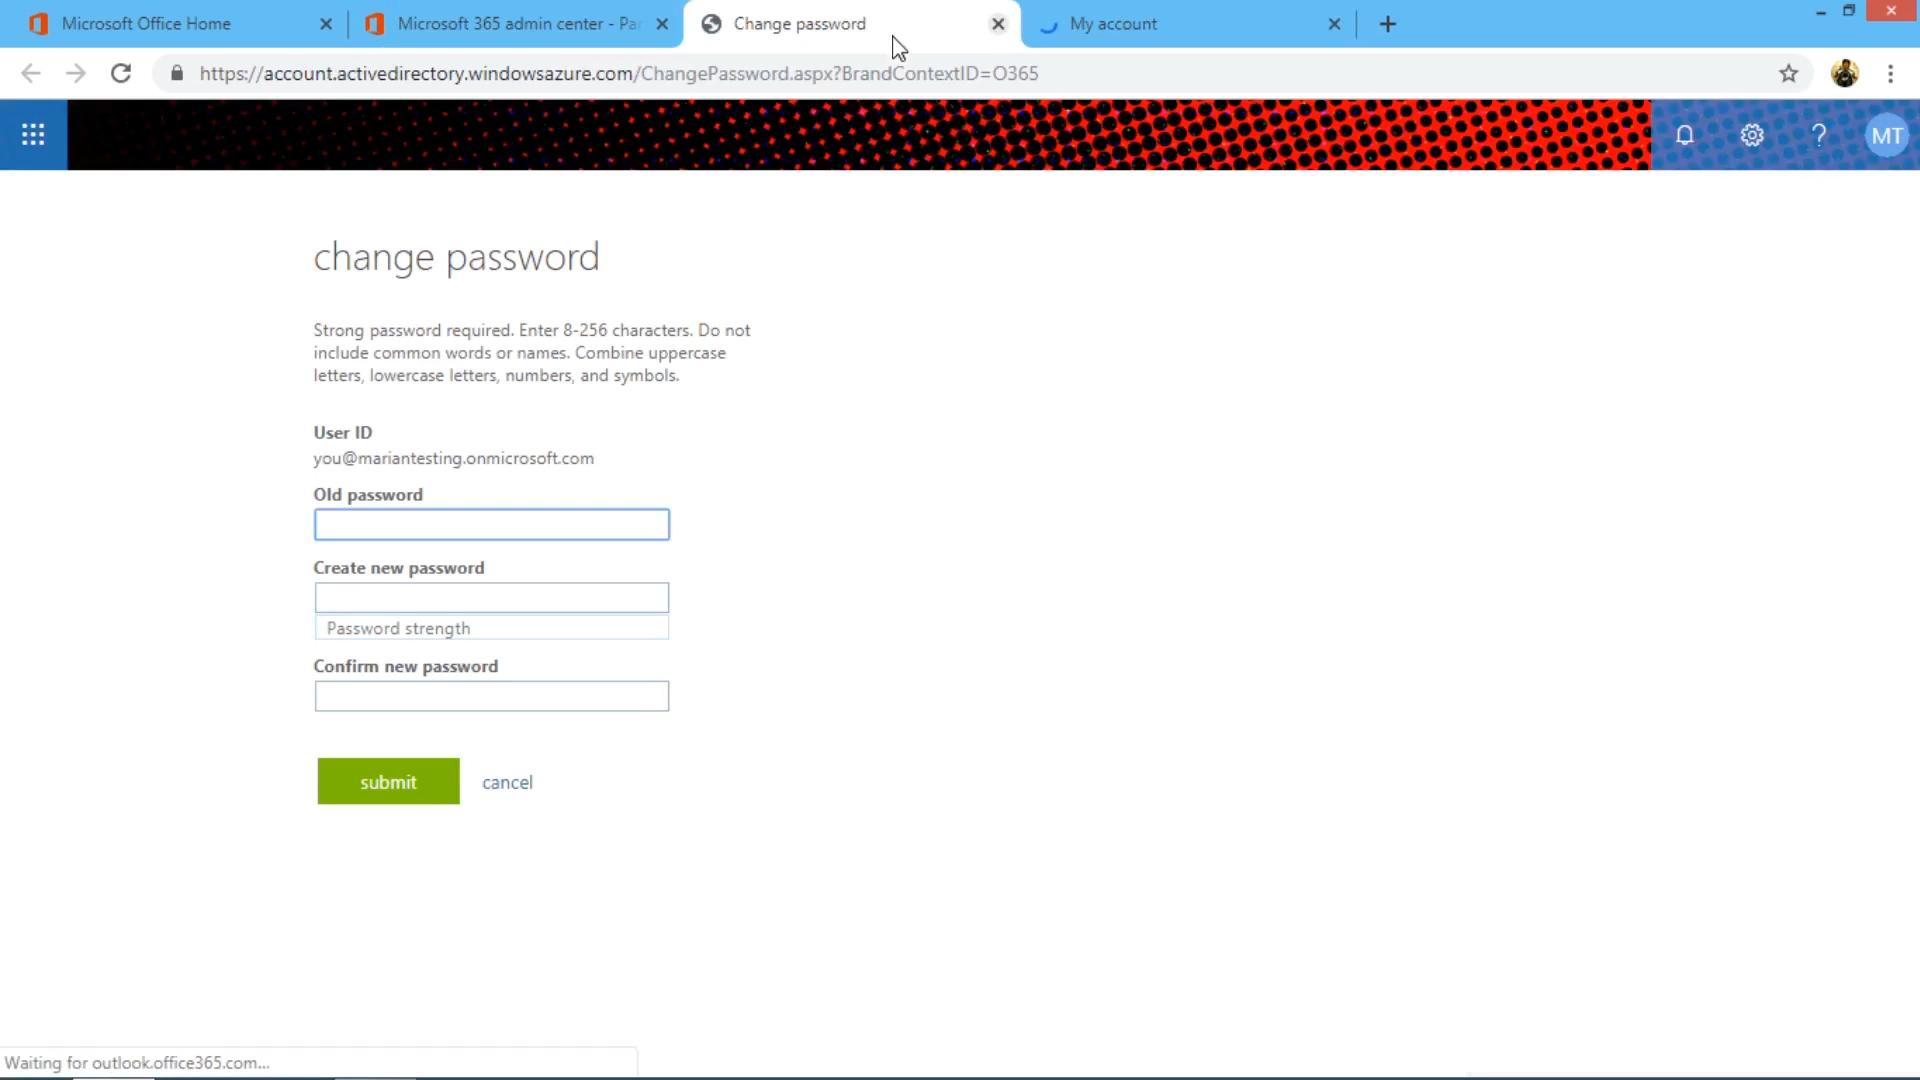 Microsoft Office Home
Microsoft 365 admin center - Pa
Change password
My account
https://account.activedirectory.windowsazure.com/ChangePassword.aspx?BrandContextID=O365
?
MT
change password
Strong password required. Enter 8-256 characters. Do not
include common words or names. Combine uppercase
letters, lowercase letters, numbers, and symbols.
User ID
you@mariantesting.onmicrosoft.com
Old password
Create new password
Password strength
Confirm new password
submit
cancel
Waiting for outlook.office365.com...